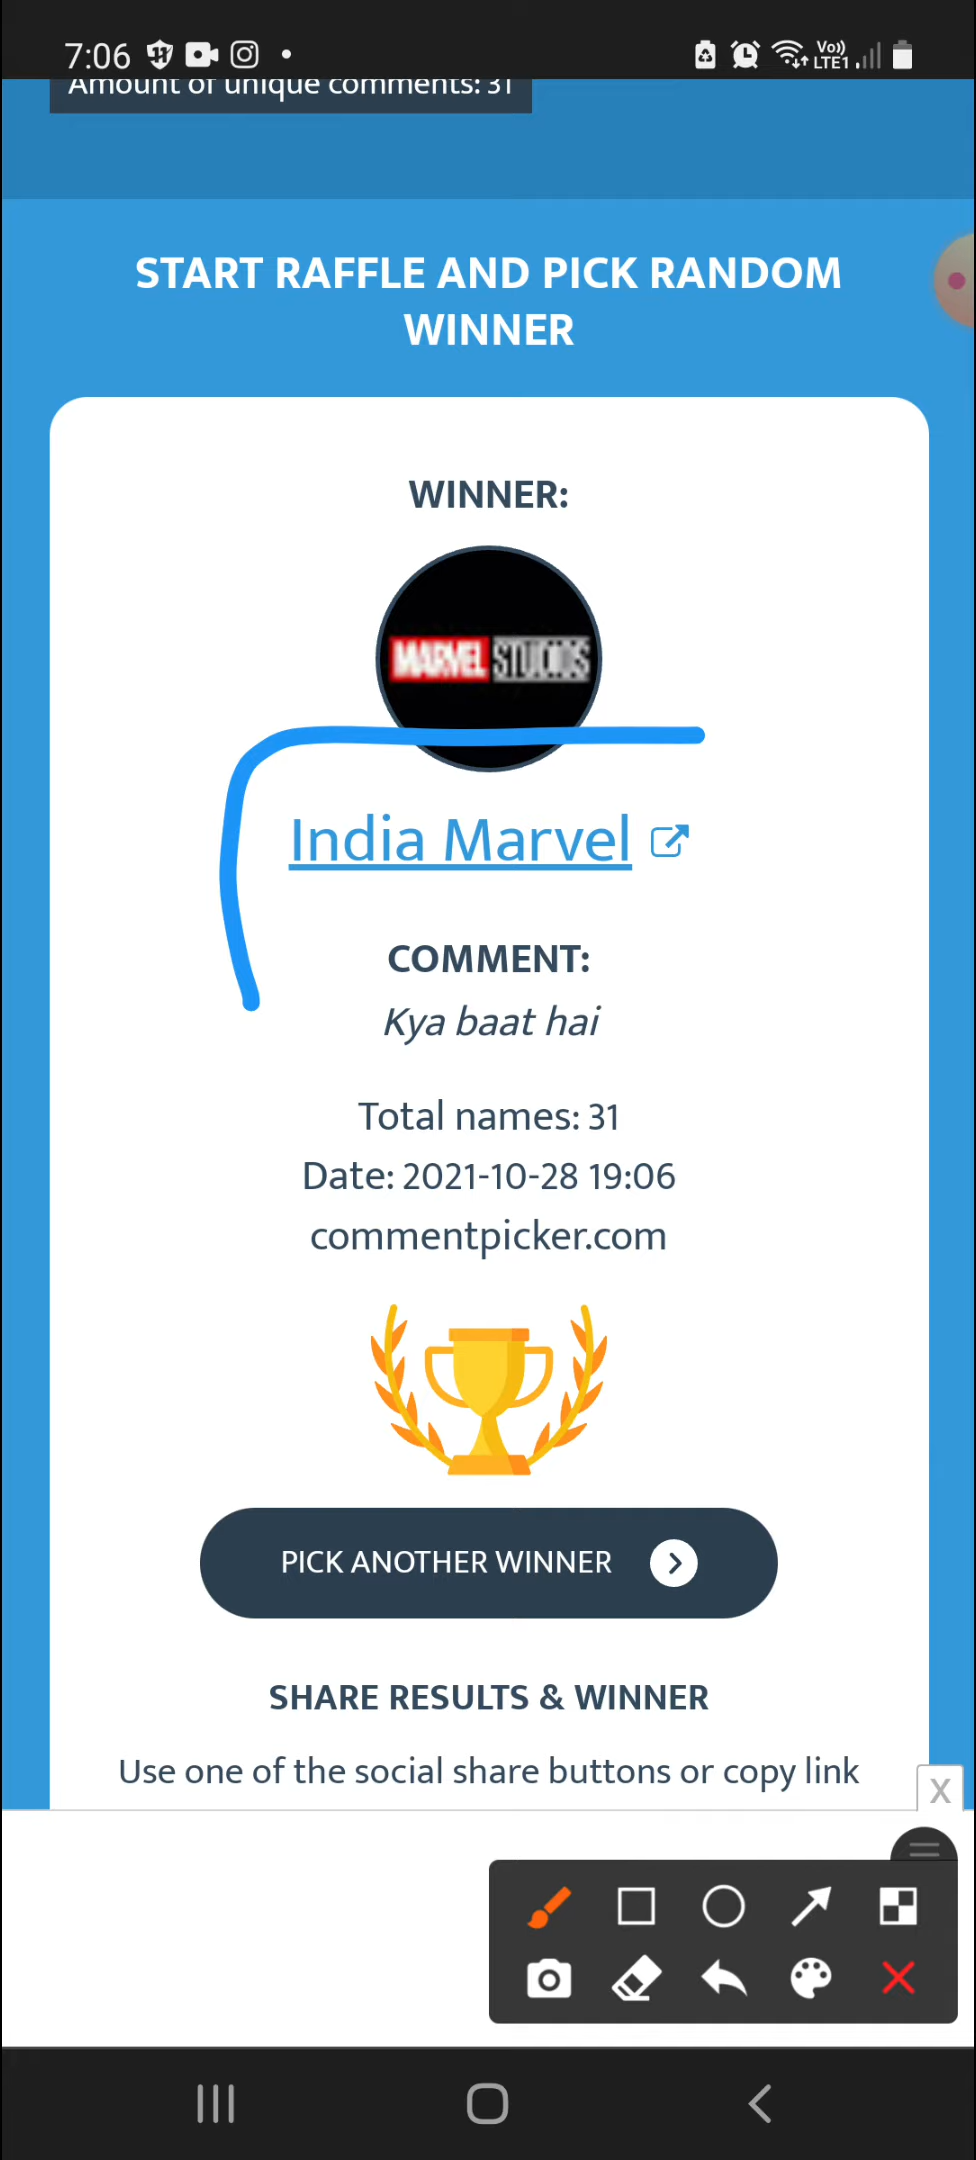 7:06 Vo)) LTE1
Amount of unique comments: 31
START RAFFLE AND PICK RANDOM
WINNER
WINNER:
MARVEL STUDIOS
India Marvel
COMMENT:
Kya baat hai
Total names: 31
Date: 2021-10-28 19:06
commentpicker.com
PICK ANOTHER WINNER
SHARE RESULTS & WINNER
Use one of the social share buttons or copy link
X